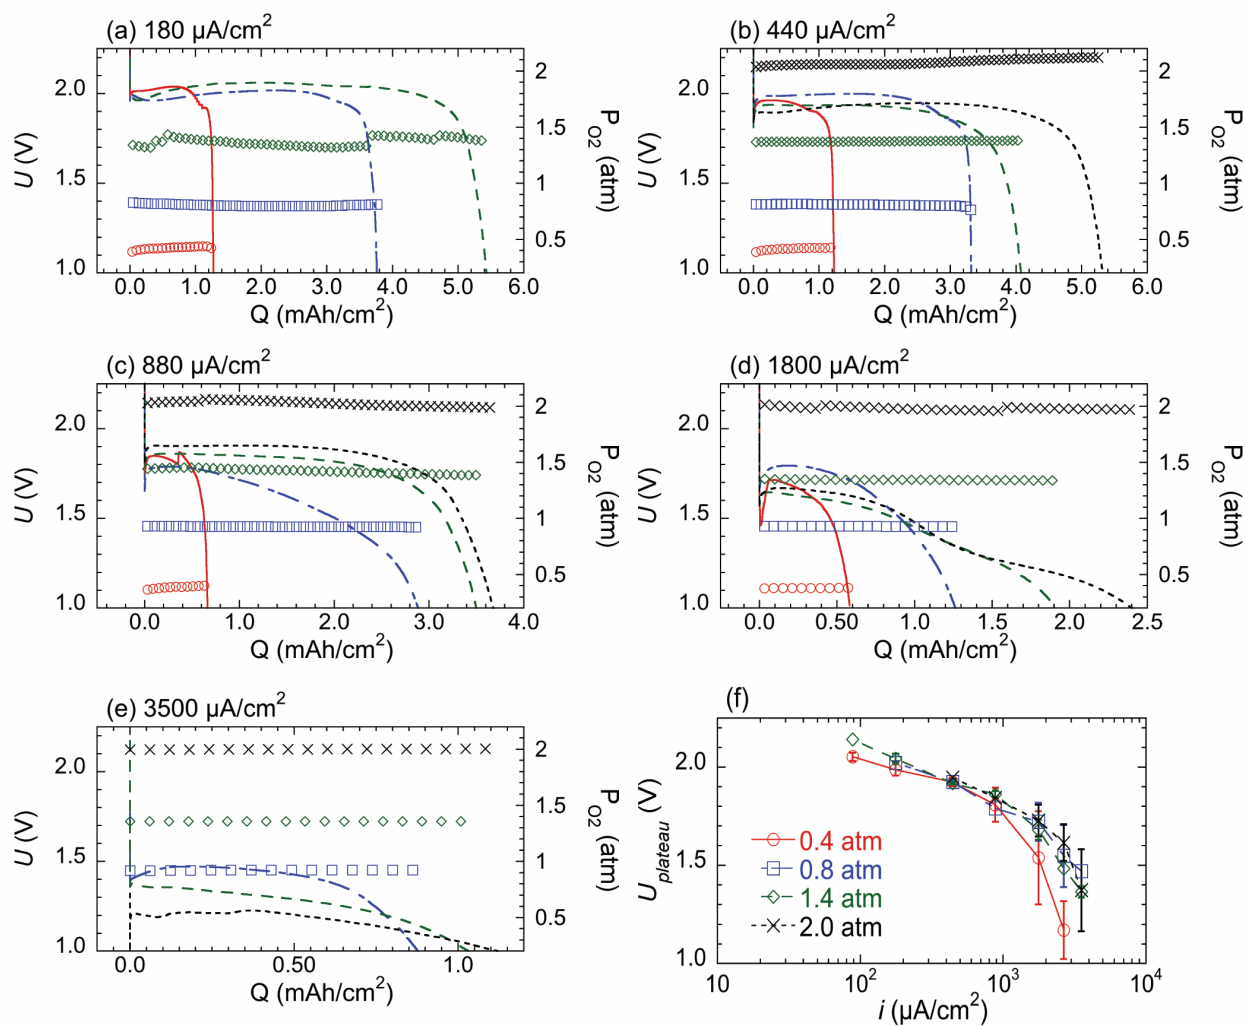 (a) 180 µA/cm²
U (V)
2.0
1.5
1.0
2
1.5
1
0.5
P_O2 (atm)
0.0 1.0 2.0 3.0 4.0 5.0 6.0
Q (mAh/cm²)
(b) 440 µA/cm²
U (V)
2.0
1.5
1.0
2
1.5
1
0.5
P_O2 (atm)
0.0 1.0 2.0 3.0 4.0 5.0 6.0
Q (mAh/cm²)
(c) 880 µA/cm²
U (V)
2.0
1.5
1.0
2
1.5
1
0.5
P_O2 (atm)
0.0 1.0 2.0 3.0 4.0
Q (mAh/cm²)
(d) 1800 µA/cm²
U (V)
2.0
1.5
1.0
2
1.5
1
0.5
P_O2 (atm)
0.0 0.50 1.0 1.5 2.0 2.5
Q (mAh/cm²)
(e) 3500 µA/cm²
U (V)
2.0
1.5
1.0
2
1.5
1
0.5
P_O2 (atm)
0.0 0.50 1.0
Q (mAh/cm²)
(f)
U_plateau (V)
2.0
1.5
1.0
0.4 atm
0.8 atm
1.4 atm
2.0 atm
10 10² 10³ 10⁴
i (µA/cm²)